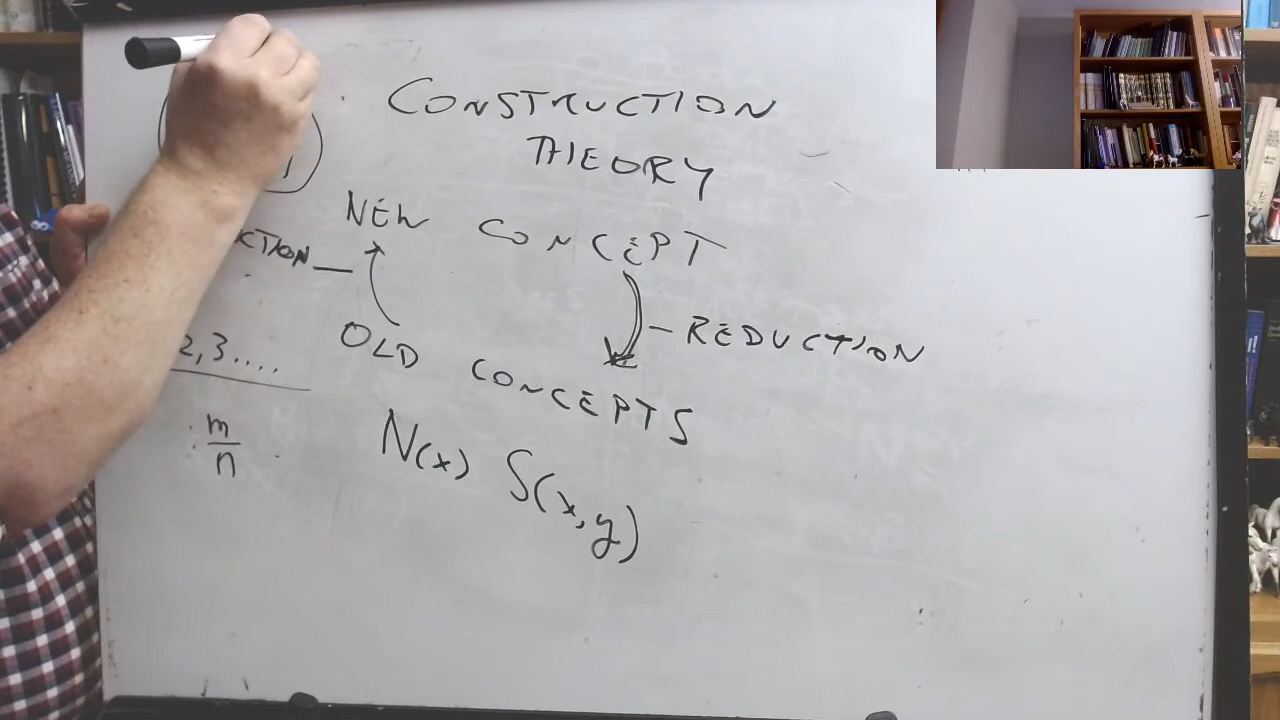 CONSTRUCTION
THEORY
NEW CONCEPT
CTION
REDUCTION
2,3....
OLD CONCEPTS
m
n
N(x) S(x,y)